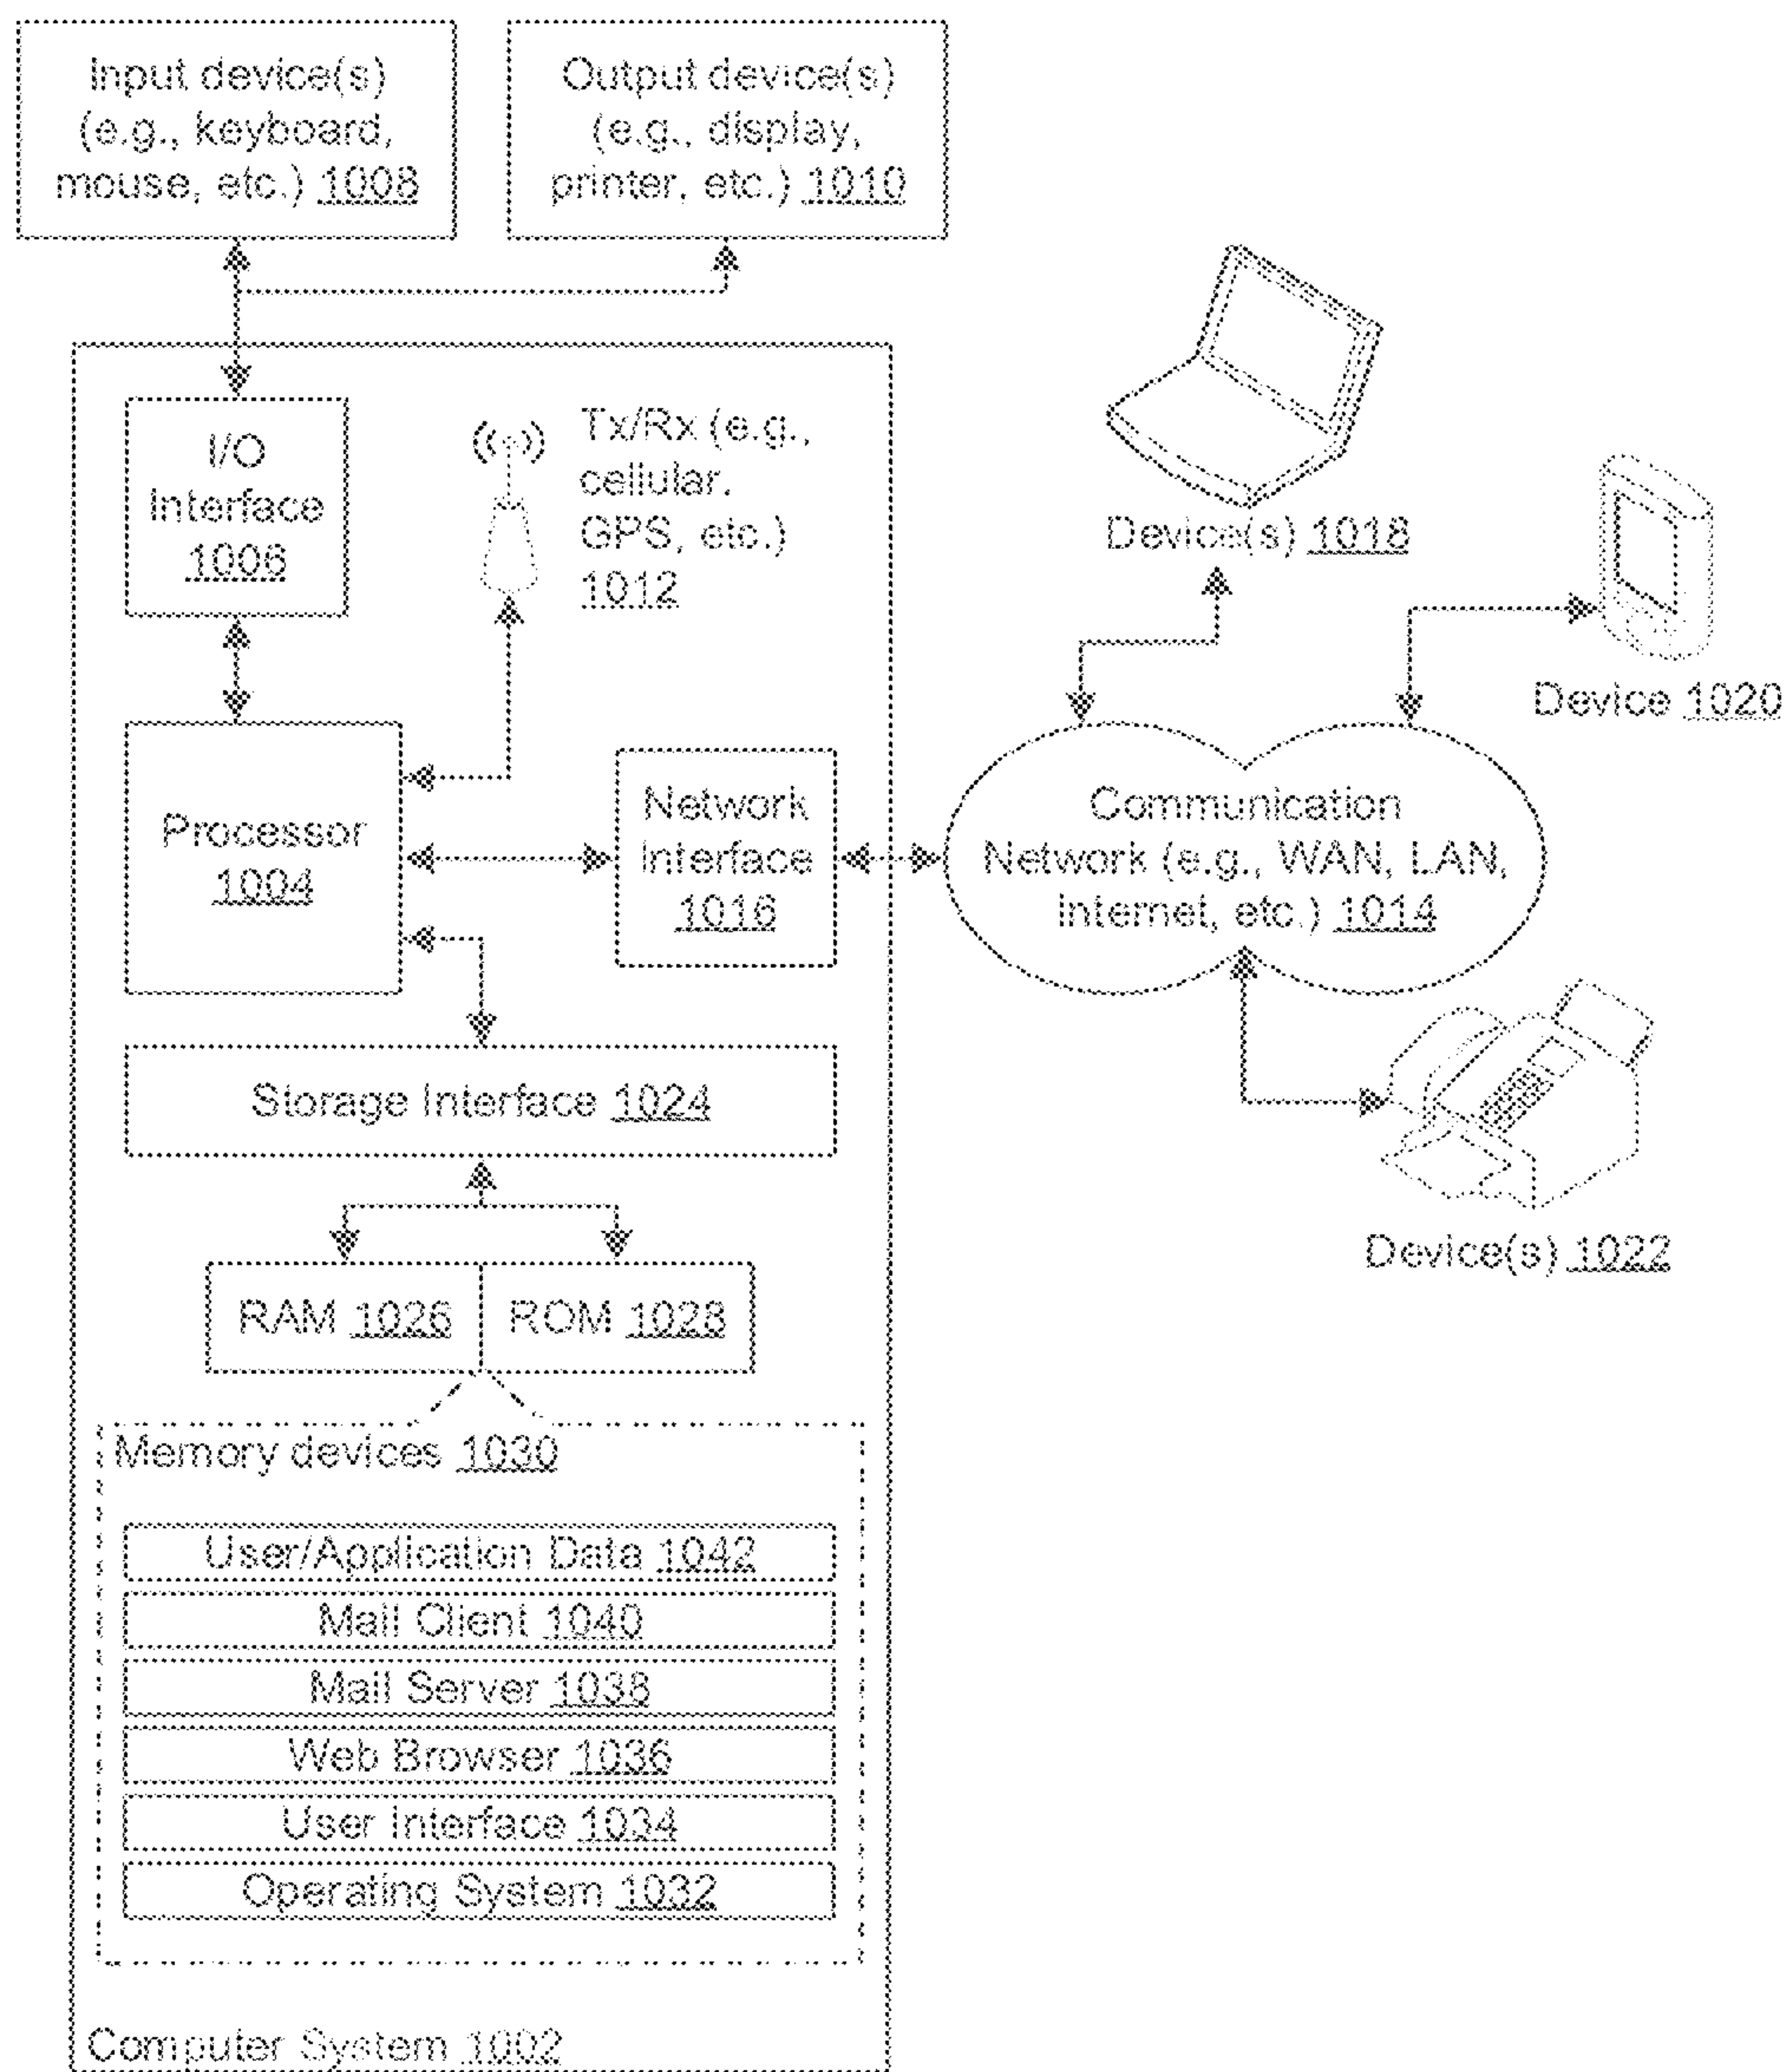 Input device(s)
(e.g., keyboard,
mouse, etc.) 1008
Output device(s)
(e.g., display,
printer, etc.) 1010
I/O
Interface
1006
Tx/Rx (e.g.,
cellular,
GPS, etc.)
1012
Device(s) 1018
Device 1020
Processor
1004
Network
Interface
1016
Communication
Network (e.g., WAN, LAN,
Internet, etc.) 1014
Storage Interface 1024
Device(s) 1022
RAM 1026
ROM 1028
Memory devices 1030
User/Application Data 1042
Mail Client 1040
Mail Server 1038
Web Browser 1036
User Interface 1034
Operating System 1032
Computer System 1002